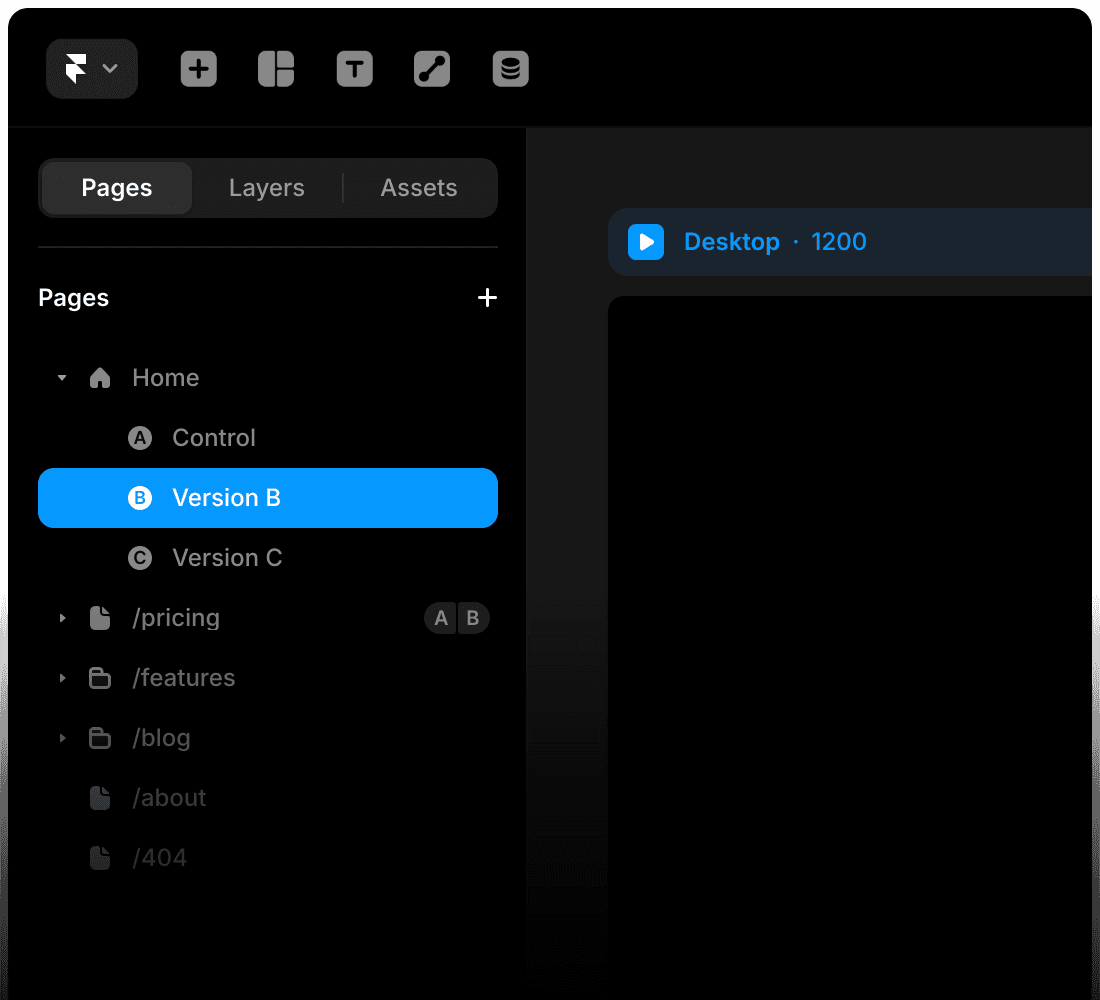 Pages Layers Assets
Desktop · 1200
Pages
Home
A Control
B Version B
C Version C
/pricing A B
/features
/blog
/about
/404